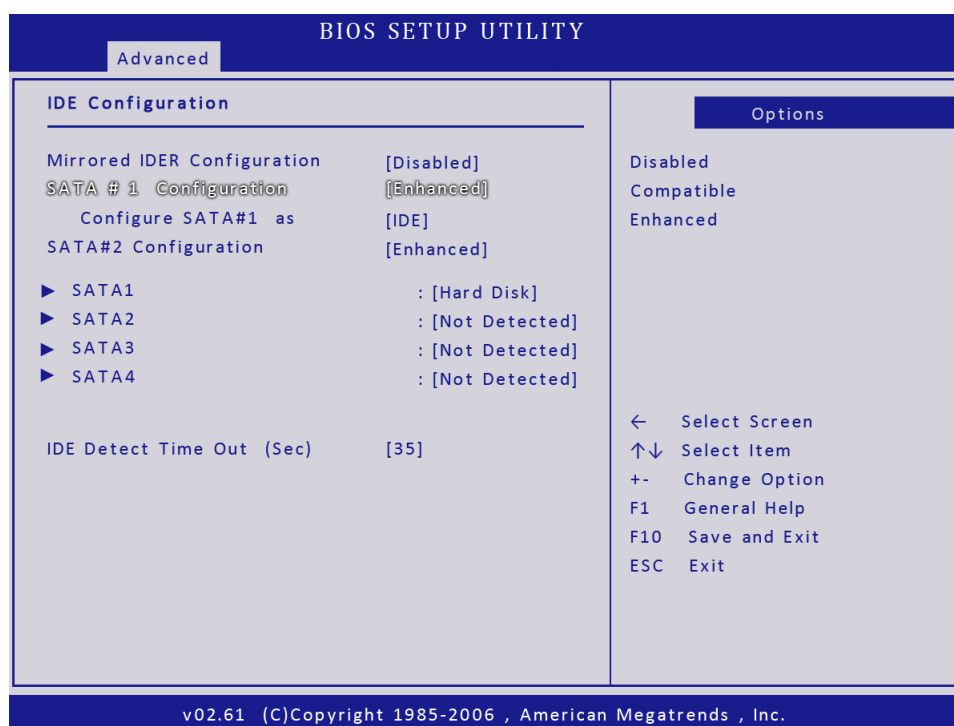 BIOS SETUP UTILITY
Advanced
IDE Configuration
Mirrored IDER Configuration [Disabled]
SATA # 1 Configuration [Enhanced]
Configure SATA#1 as [IDE]
SATA#2 Configuration [Enhanced]
► SATA1 : [Hard Disk]
► SATA2 : [Not Detected]
► SATA3 : [Not Detected]
► SATA4 : [Not Detected]
IDE Detect Time Out (Sec) [35]
Options
Disabled
Compatible
Enhanced
← Select Screen
↑↓ Select Item
+- Change Option
F1 General Help
F10 Save and Exit
ESC Exit
v02.61 (C)Copyright 1985-2006 , American Megatrends , Inc.